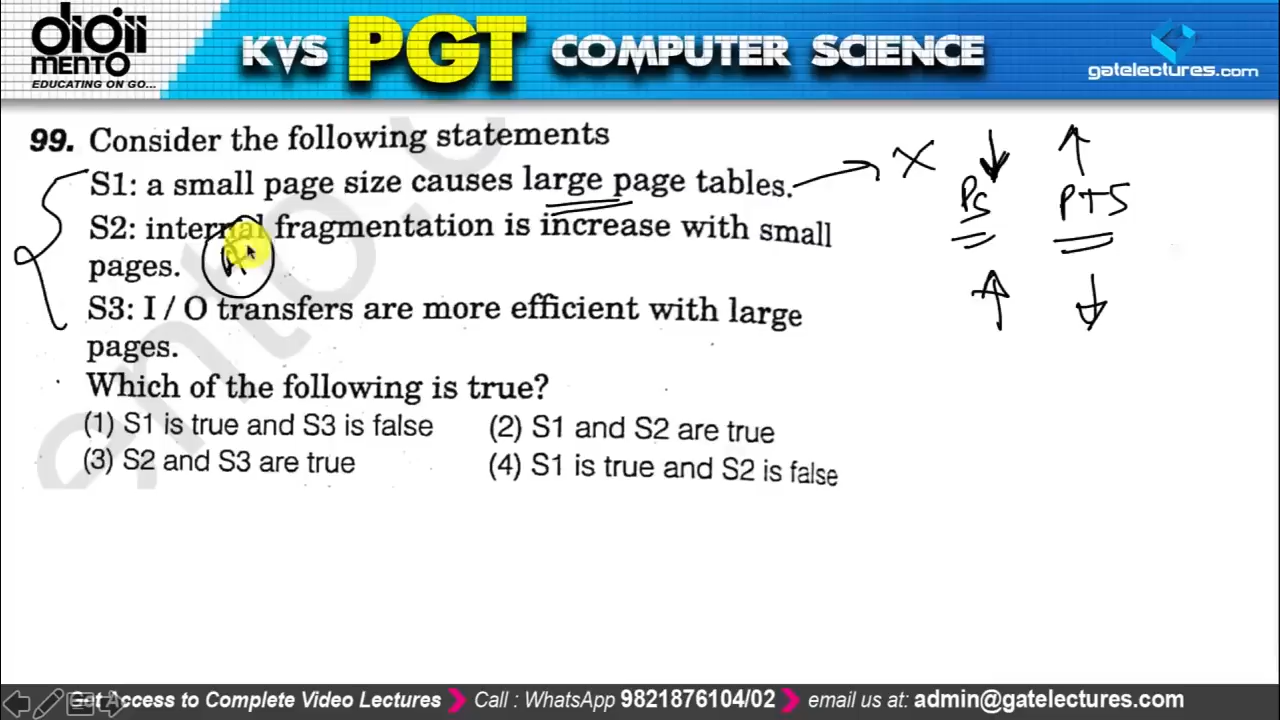 digii
MENTO
EDUCATING ON GO...
KVS PGT COMPUTER SCIENCE
gatelectures.com
99. Consider the following statements
S1: a small page size causes large page tables.
S2: internal fragmentation is increase with small
pages.
S3: I / O transfers are more efficient with large
pages.
Which of the following is true?
(1) S1 is true and S3 is false
(2) S1 and S2 are true
(3) S2 and S3 are true
(4) S1 is true and S2 is false
PS
PTS
Get Access to Complete Video Lectures
Call : WhatsApp 9821876104/02
email us at: admin@gatelectures.com